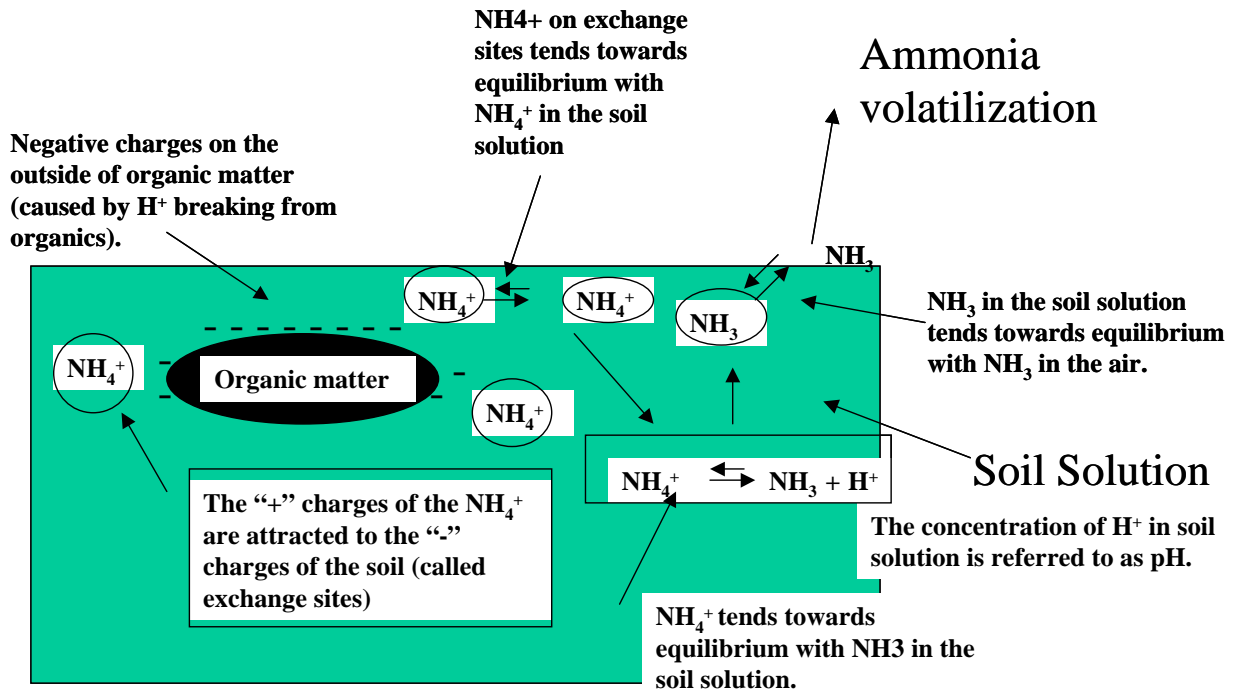 NH4+ on exchange
sites tends towards
equilibrium with
NH₄⁺ in the soil
solution
Ammonia
volatilization
Negative charges on the
outside of organic matter
(caused by H⁺ breaking from
organics).
NH₃
NH₄⁺
NH₄⁺
NH₃
NH₃ in the soil solution
tends towards equilibrium
with NH₃ in the air.
NH₄⁺
Organic matter
NH₄⁺
NH₄⁺ ⇌ NH₃ + H⁺
Soil Solution
The “+” charges of the NH₄⁺
are attracted to the “-”
charges of the soil (called
exchange sites)
The concentration of H⁺ in soil
solution is referred to as pH.
NH₄⁺ tends towards
equilibrium with NH3 in the
soil solution.